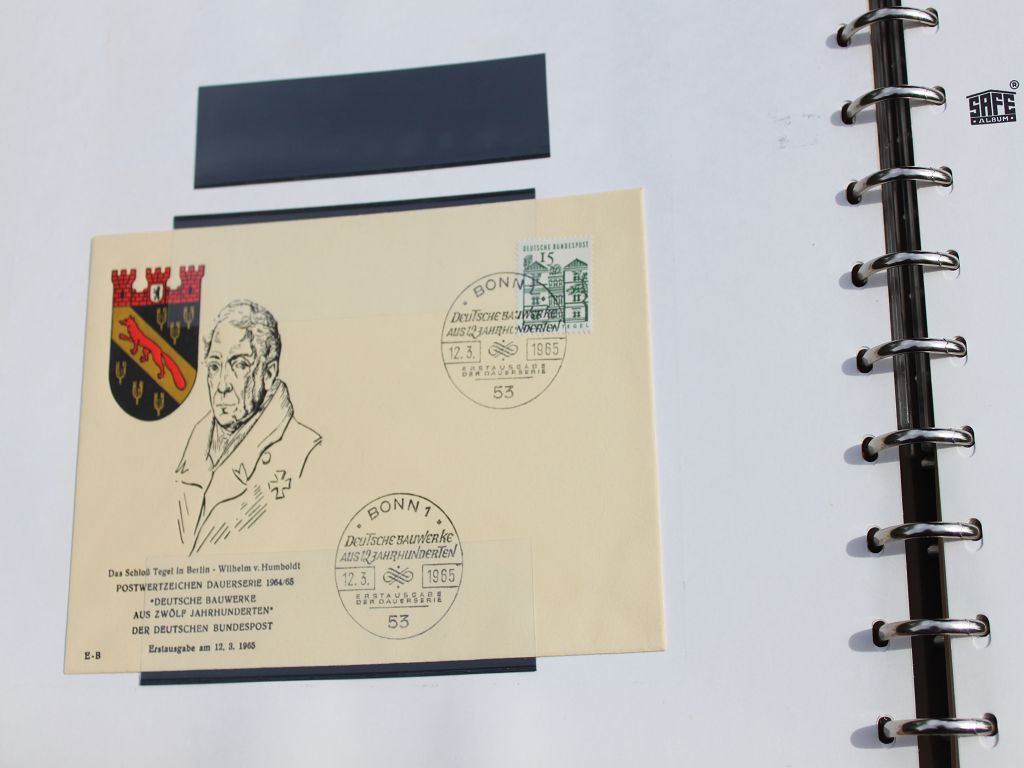 SAFE ®
ALBUM
DEUTSCHE BUNDESPOST
15
TEGEL
BONN 1
DEUTSCHE BAUWERKE
AUS 12 JAHRHUNDERTEN
12.3. 1965
ERSTAUSGABE
DER DAUERSERIE
53
BONN 1
DEUTSCHE BAUWERKE
AUS 12 JAHRHUNDERTEN
12.3. 1965
ERSTAUSGABE
DER DAUERSERIE
53
Das Schloß Tegel in Berlin - Wilhelm v. Humboldt
POSTWERTZEICHEN DAUERSERIE 1964/65
"DEUTSCHE BAUWERKE
AUS ZWÖLF JAHRHUNDERTEN"
DER DEUTSCHEN BUNDESPOST
Erstausgabe am 12. 3. 1965
E-B